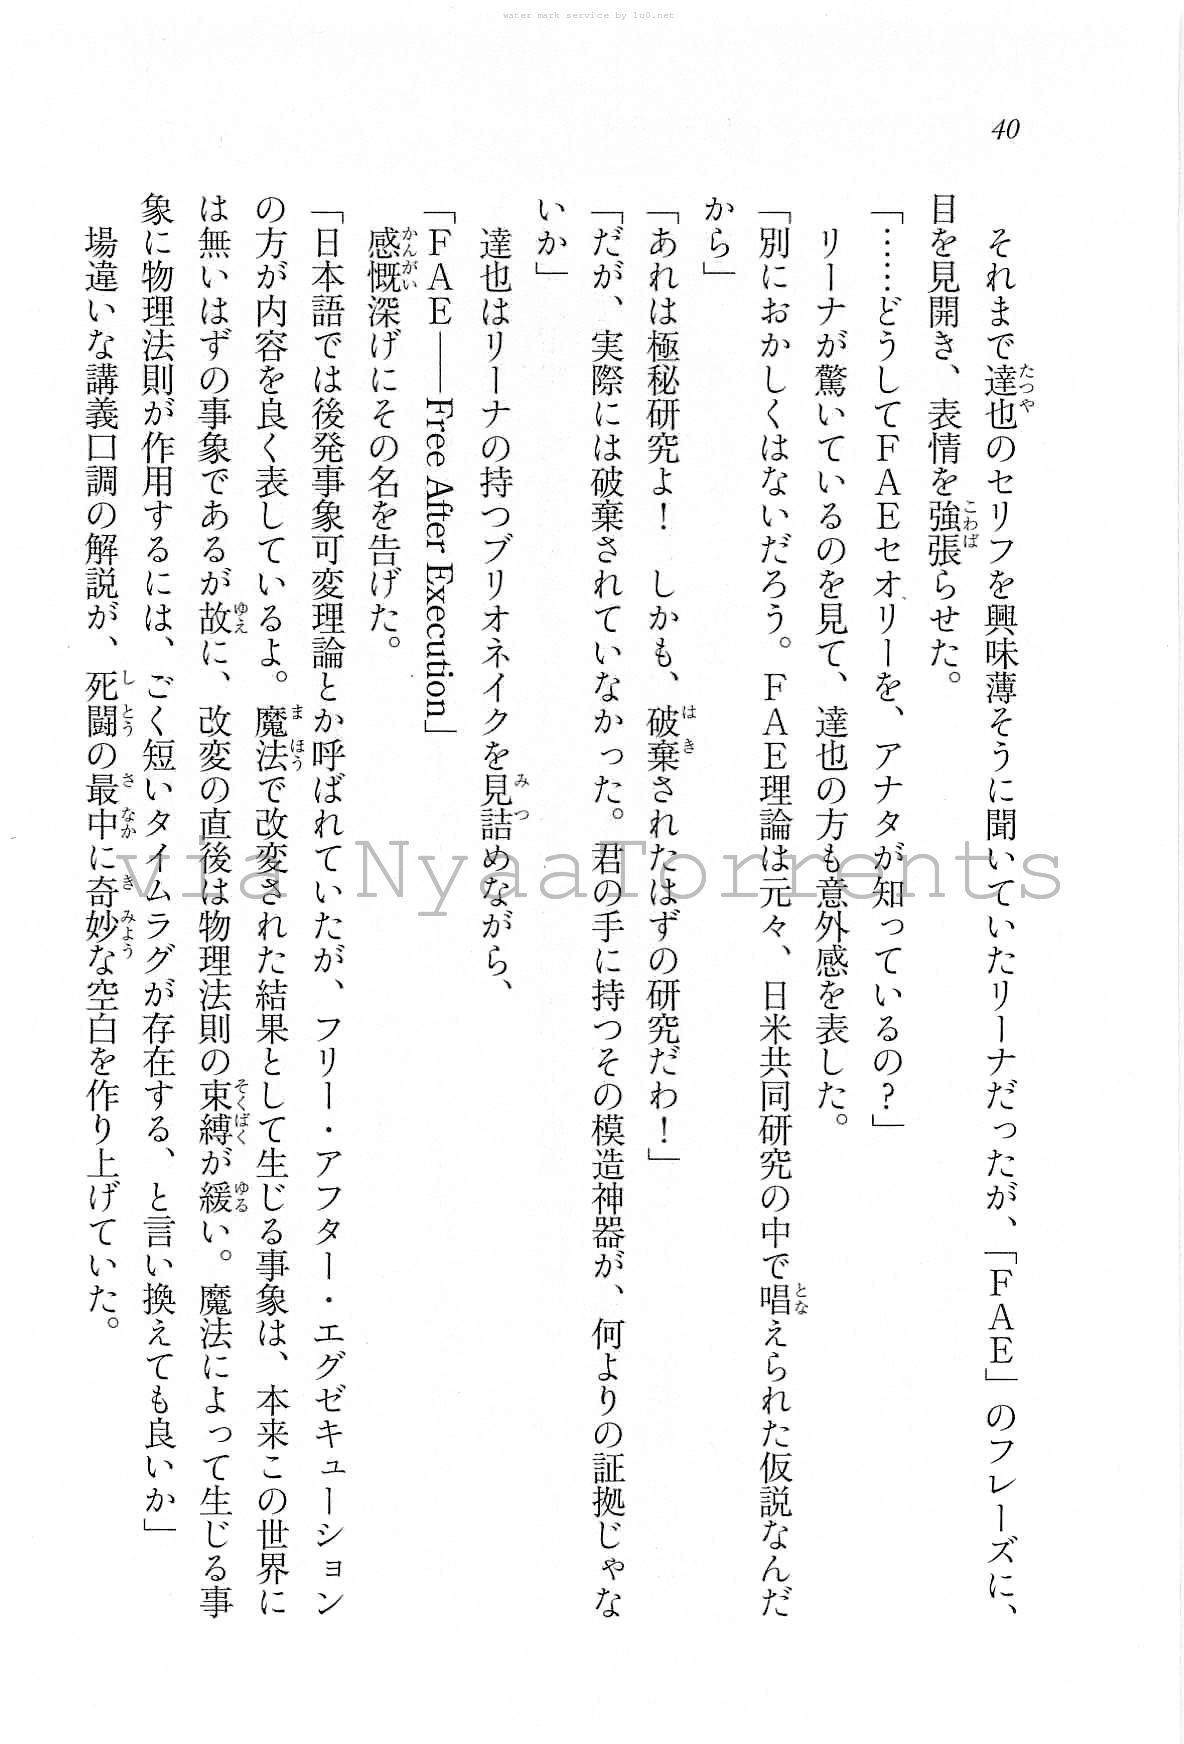 water mark service by lu0.net
40
それまで達也のセリフを興味薄そうに聞いていたリーナだったが、「FAE」のフレーズに、
目を見開き、表情を強張らせた。
「……どうしてFAEセオリーを、アナタが知っているの？」
リーナが驚いているのを見て、達也の方も意外感を表した。
「別におかしくはないだろう。FAE理論は元々、日米共同研究の中で唱えられた仮説なんだ
から」
「あれは極秘研究よ！　しかも、破棄されたはずの研究だわ！」
「だが、実際には破棄されていなかった。君の手に持つその模造神器が、何よりの証拠じゃな
いか」
達也はリーナの持つブリオネイクを見詰めながら、
「FAE――Free After Execution」
感慨深げにその名を告げた。
「日本語では後発事象可変理論とか呼ばれていたが、フリー・アフター・エグゼキューション
の方が内容を良く表しているよ。魔法で改変された結果として生じる事象は、本来この世界に
は無いはずの事象であるが故に、改変の直後は物理法則の束縛が緩い。魔法によって生じる事
象に物理法則が作用するには、ごく短いタイムラグが存在する、と言い換えても良いか」
場違いな講義口調の解説が、死闘の最中に奇妙な空白を作り上げていた。
via NyaaTorrents